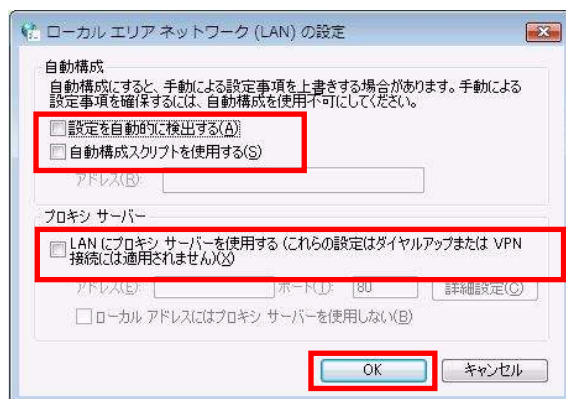 ローカル エリア ネットワーク (LAN) の設定
自動構成
自動構成にすると、手動による設定事項を上書きする場合があります。手動による
設定事項を確保するには、自動構成を使用不可にしてください。
設定を自動的に検出する(A)
自動構成スクリプトを使用する(S)
アドレス(R):
プロキシ サーバー
LAN にプロキシ サーバーを使用する (これらの設定はダイヤルアップまたは VPN
接続には適用されません)(X)
アドレス(E): ポート(T): 80 詳細設定(C)
ローカル アドレスにはプロキシ サーバーを使用しない(B)
OK キャンセル